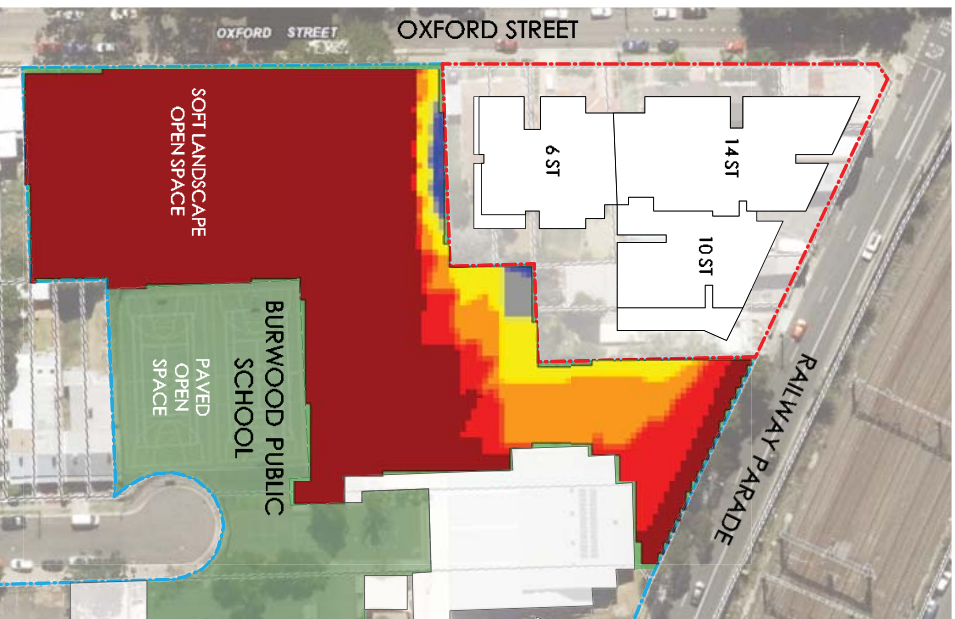 OXFORD STREET
OXFORD STREET
SOFT LANDSCAPE
OPEN SPACE
6 ST
14 ST
10 ST
BURWOOD PUBLIC
SCHOOL
PAVED
OPEN
SPACE
RAILWAY PARADE